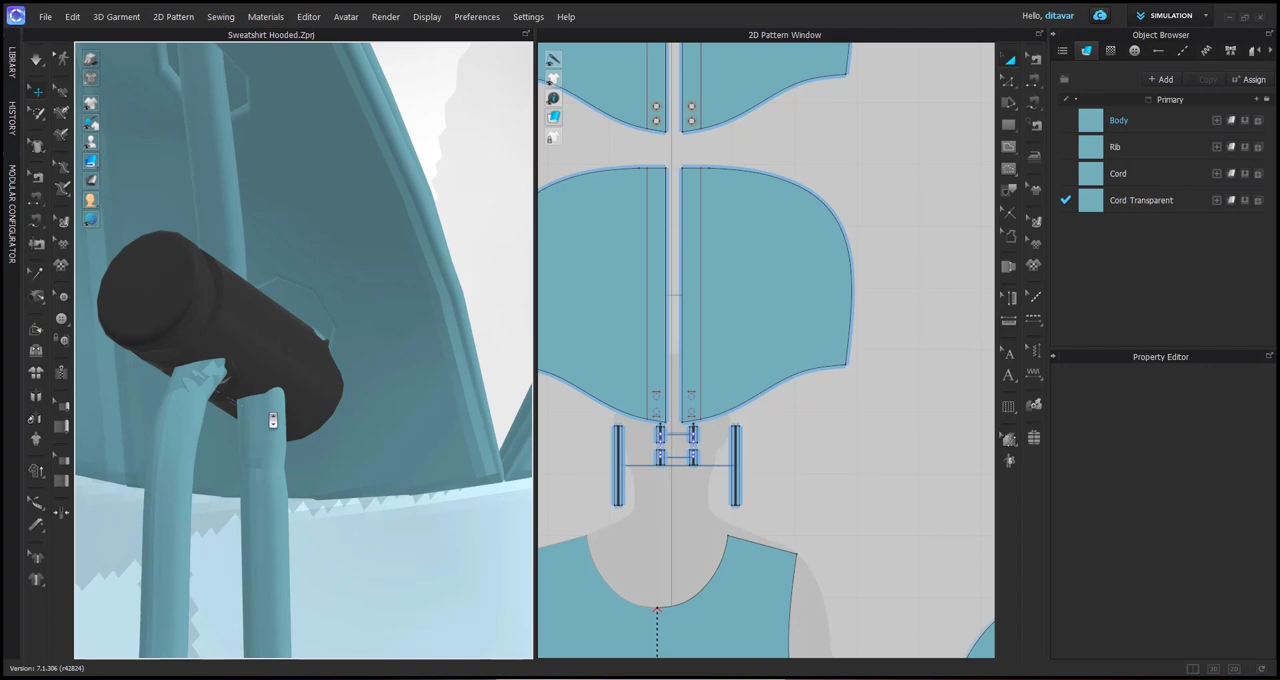 File Edit 3D Garment 2D Pattern Sewing Materials Editor Avatar Render Display Preferences Settings Help
Hello, ditavar
SIMULATION
Sweatshirt Hooded.Zprj
2D Pattern Window
Object Browser
LIBRARY
HISTORY
MODULAR CONFIGURATOR
+ Add Copy Assign
Primary
Body
Rib
Cord
Cord Transparent
Property Editor
Version: 7.1.306 (r42824)